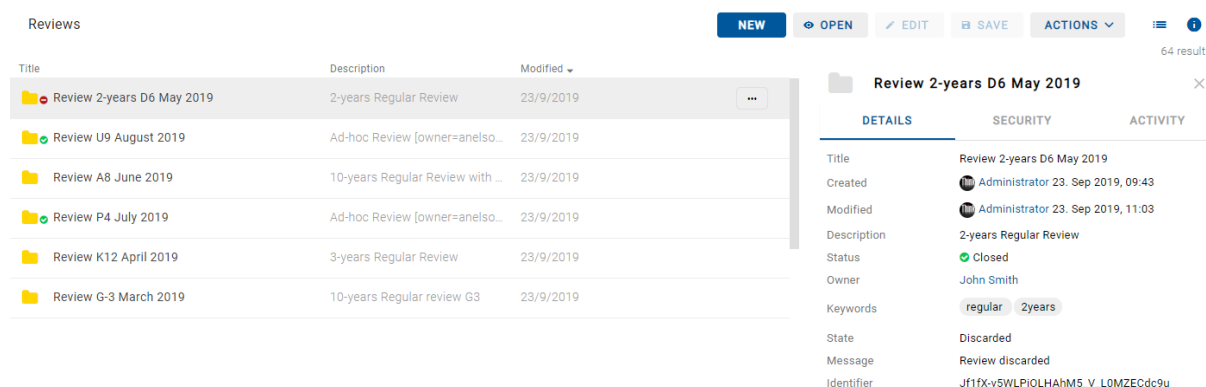 Reviews
NEW OPEN EDIT SAVE ACTIONS
64 result
Title Description Modified
Review 2-years D6 May 2019 2-years Regular Review 23/9/2019 ...
Review U9 August 2019 Ad-hoc Review [owner=anelso... 23/9/2019
Review A8 June 2019 10-years Regular Review with ... 23/9/2019
Review P4 July 2019 Ad-hoc Review [owner=anelso... 23/9/2019
Review K12 April 2019 3-years Regular Review 23/9/2019
Review G-3 March 2019 10-years Regular review G3 23/9/2019
Review 2-years D6 May 2019
DETAILS SECURITY ACTIVITY
Title Review 2-years D6 May 2019
Created Administrator 23. Sep 2019, 09:43
Modified Administrator 23. Sep 2019, 11:03
Description 2-years Regular Review
Status Closed
Owner John Smith
Keywords regular 2years
State Discarded
Message Review discarded
Identifier